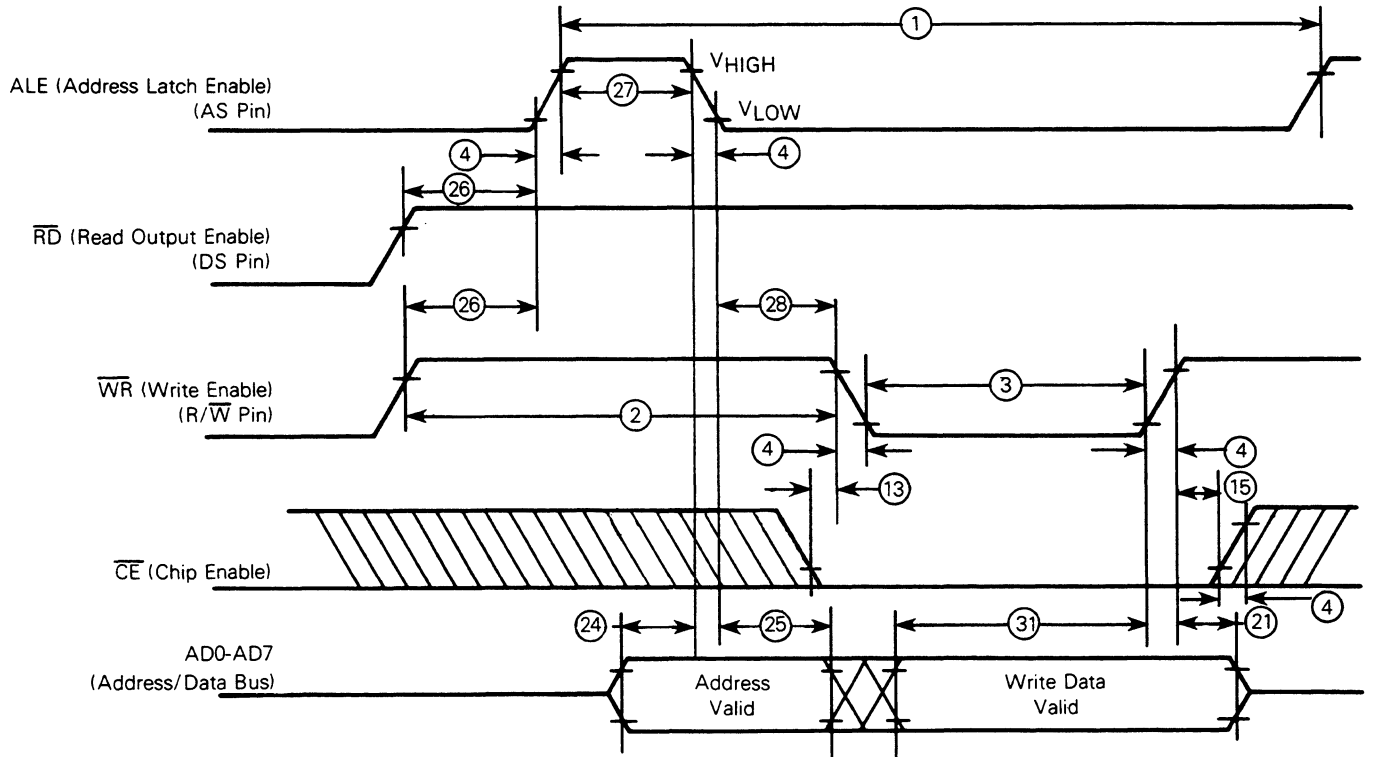 1
ALE (Address Latch Enable)
(AS Pin)
VHIGH
27
VLOW
4
4
26
RD (Read Output Enable)
(DS Pin)
26
28
WR (Write Enable)
(R/W Pin)
3
2
4
4
13
15
CE (Chip Enable)
4
24
25
31
21
AD0-AD7
(Address/Data Bus)
Address
Valid
Write Data
Valid